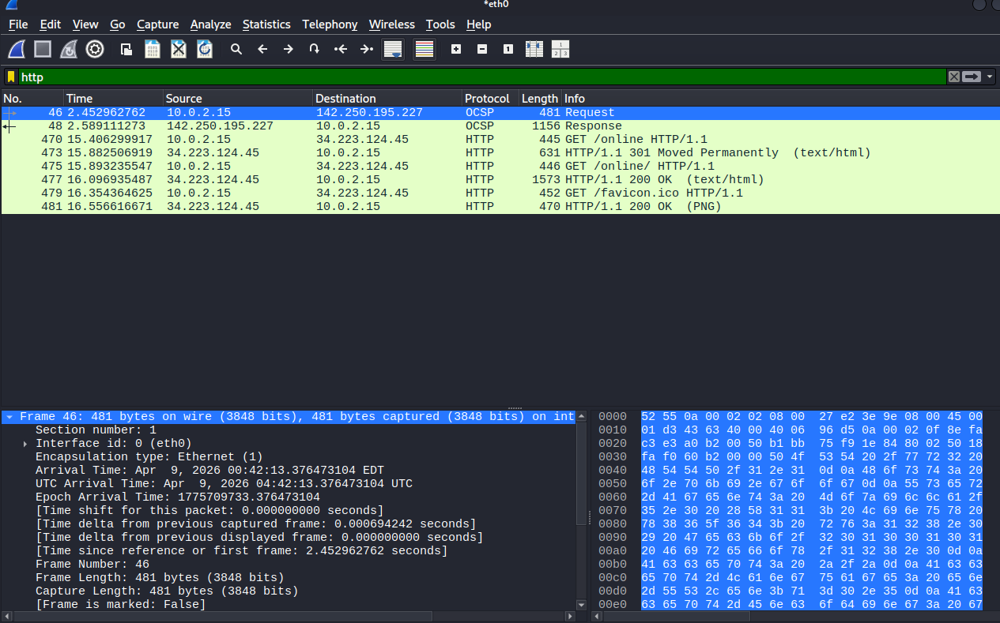 *eth0
File Edit View Go Capture Analyze Statistics Telephony Wireless Tools Help
http
No. Time Source Destination Protocol Length Info
46 2.452962762 10.0.2.15 142.250.195.227 OCSP 481 Request
48 2.589111273 142.250.195.227 10.0.2.15 OCSP 1156 Response
470 15.406299917 10.0.2.15 34.223.124.45 HTTP 445 GET /online HTTP/1.1
473 15.882506919 34.223.124.45 10.0.2.15 HTTP 631 HTTP/1.1 301 Moved Permanently (text/html)
475 15.893235547 10.0.2.15 34.223.124.45 HTTP 446 GET /online/ HTTP/1.1
477 16.096935487 34.223.124.45 10.0.2.15 HTTP 1573 HTTP/1.1 200 OK (text/html)
479 16.354364625 10.0.2.15 34.223.124.45 HTTP 452 GET /favicon.ico HTTP/1.1
481 16.556616671 34.223.124.45 10.0.2.15 HTTP 470 HTTP/1.1 200 OK (PNG)
Frame 46: 481 bytes on wire (3848 bits), 481 bytes captured (3848 bits) on int
Section number: 1
Interface id: 0 (eth0)
Encapsulation type: Ethernet (1)
Arrival Time: Apr 9, 2026 00:42:13.376473104 EDT
UTC Arrival Time: Apr 9, 2026 04:42:13.376473104 UTC
Epoch Arrival Time: 1775709733.376473104
[Time shift for this packet: 0.000000000 seconds]
[Time delta from previous captured frame: 0.000694242 seconds]
[Time delta from previous displayed frame: 0.000000000 seconds]
[Time since reference or first frame: 2.452962762 seconds]
Frame Number: 46
Frame Length: 481 bytes (3848 bits)
Capture Length: 481 bytes (3848 bits)
[Frame is marked: False]
0000 52 55 0a 00 02 02 08 00 27 e2 3e 9e 08 00 45 00
0010 01 d3 43 63 40 00 40 06 96 d5 0a 00 02 0f 8e fa
0020 c3 e3 a0 b2 00 50 b1 bb 75 f9 1e 84 80 02 50 18
0030 fa f0 60 b2 00 00 50 4f 53 54 20 2f 77 72 32 20
0040 48 54 54 50 2f 31 2e 31 0d 0a 48 6f 73 74 3a 20
0050 6f 2e 70 6b 69 2e 67 6f 6f 67 0d 0a 55 73 65 72
0060 2d 41 67 65 6e 74 3a 20 4d 6f 7a 69 6c 6c 61 2f
0070 35 2e 30 20 28 58 31 31 3b 20 4c 69 6e 75 78 20
0080 78 38 36 5f 36 34 3b 20 72 76 3a 31 32 38 2e 30
0090 29 20 47 65 63 6b 6f 2f 32 30 31 30 30 31 30 31
00a0 20 46 69 72 65 66 6f 78 2f 31 32 38 2e 30 0d 0a
00b0 41 63 63 65 70 74 3a 20 2a 2f 2a 0d 0a 41 63 63
00c0 65 70 74 2d 4c 61 6e 67 75 61 67 65 3a 20 65 6e
00d0 2d 55 53 2c 65 6e 3b 71 3d 30 2e 35 0d 0a 41 63
00e0 63 65 70 74 2d 45 6e 63 6f 64 69 6e 67 3a 20 67